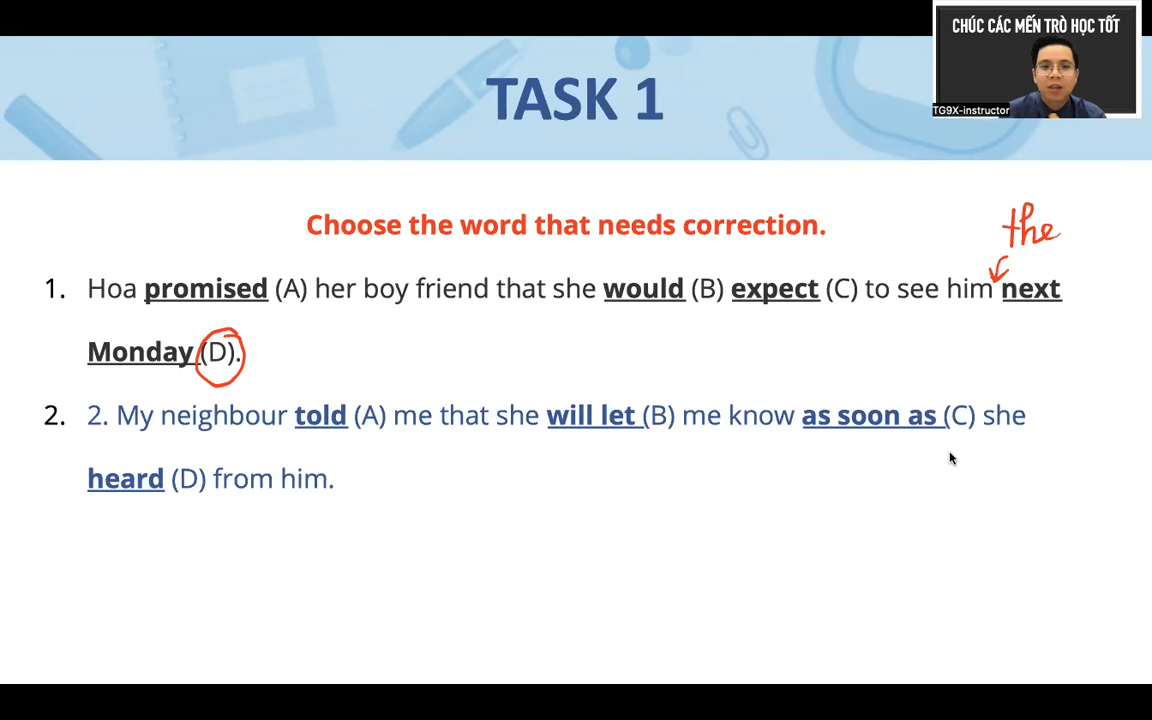 CHÚC CÁC MẾN TRÒ HỌC TỐT
TG9X-instructor
TASK 1
Choose the word that needs correction.
the
1. Hoa promised (A) her boy friend that she would (B) expect (C) to see him next
Monday (D).
2. 2. My neighbour told (A) me that she will let (B) me know as soon as (C) she
heard (D) from him.